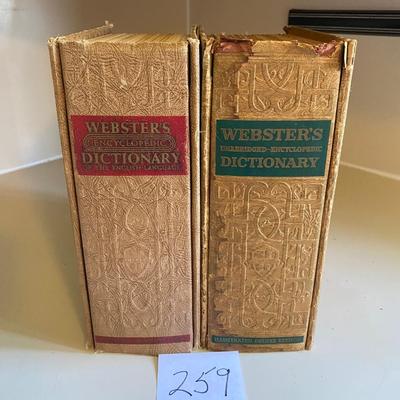 WEBSTER'S
ENCYCLOPEDIC
DICTIONARY
OF THE ENGLISH LANGUAGE
WEBSTER'S
UNABRIDGED-ENCYCLOPEDIC
DICTIONARY
ILLUSTRATED DELUXE EDITION
259